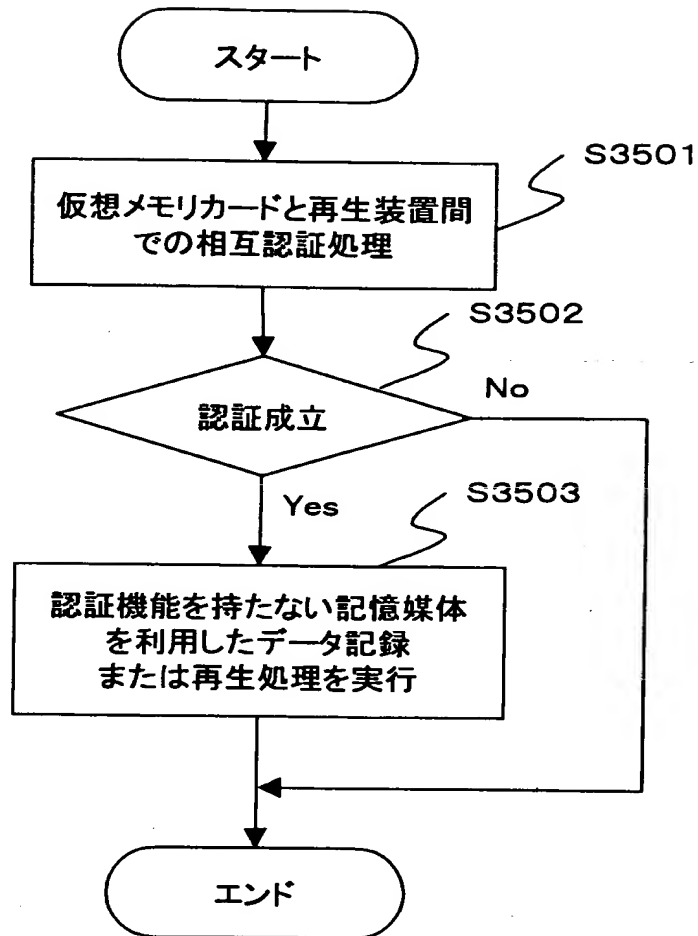 スタート
S3501
仮想メモリカードと再生装置間
での相互認証処理
S3502
認証成立
No
Yes
S3503
認証機能を持たない記憶媒体
を利用したデータ記録
または再生処理を実行
エンド